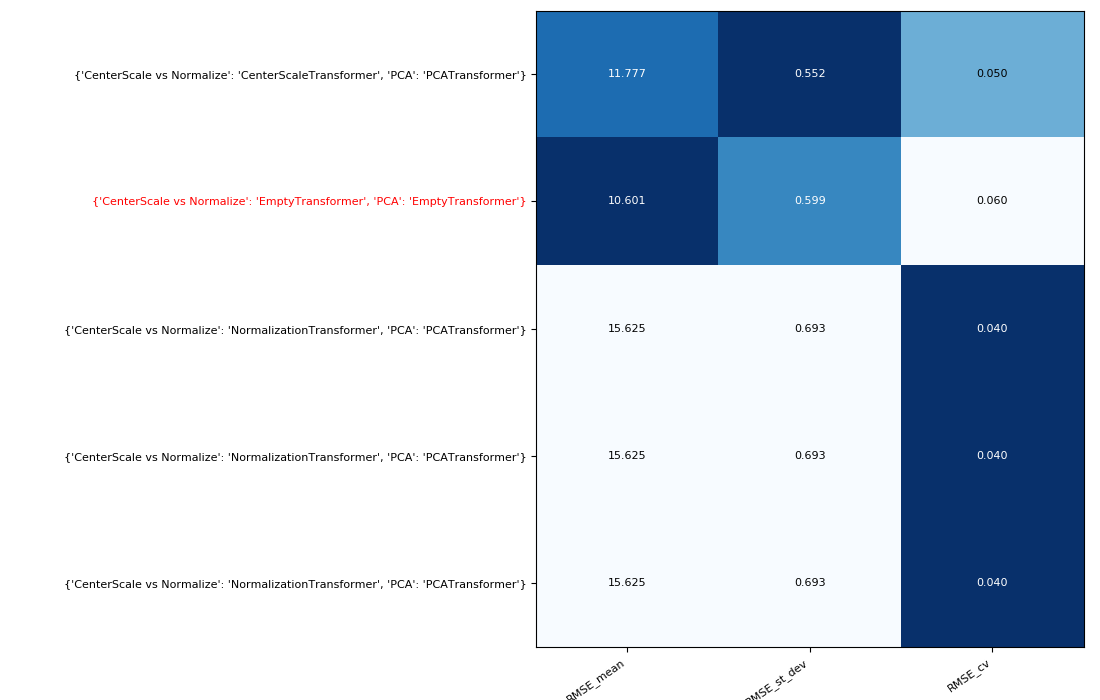 {'CenterScale vs Normalize': 'CenterScaleTransformer', 'PCA': 'PCATransformer'} 11.777 0.552 0.050
{'CenterScale vs Normalize': 'EmptyTransformer', 'PCA': 'EmptyTransformer'} 10.601 0.599 0.060
{'CenterScale vs Normalize': 'NormalizationTransformer', 'PCA': 'PCATransformer'} 15.625 0.693 0.040
{'CenterScale vs Normalize': 'NormalizationTransformer', 'PCA': 'PCATransformer'} 15.625 0.693 0.040
{'CenterScale vs Normalize': 'NormalizationTransformer', 'PCA': 'PCATransformer'} 15.625 0.693 0.040
RMSE_mean RMSE_st_dev RMSE_cv